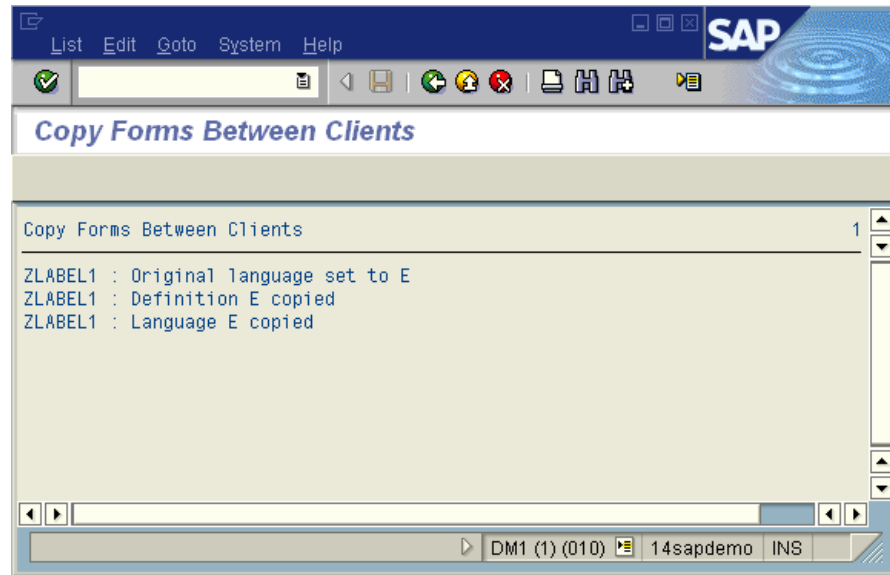 List Edit Goto System Help
SAP
Copy Forms Between Clients
Copy Forms Between Clients 1
ZLABEL1 : Original language set to E
ZLABEL1 : Definition E copied
ZLABEL1 : Language E copied
DM1 (1) (010) 14sapdemo INS